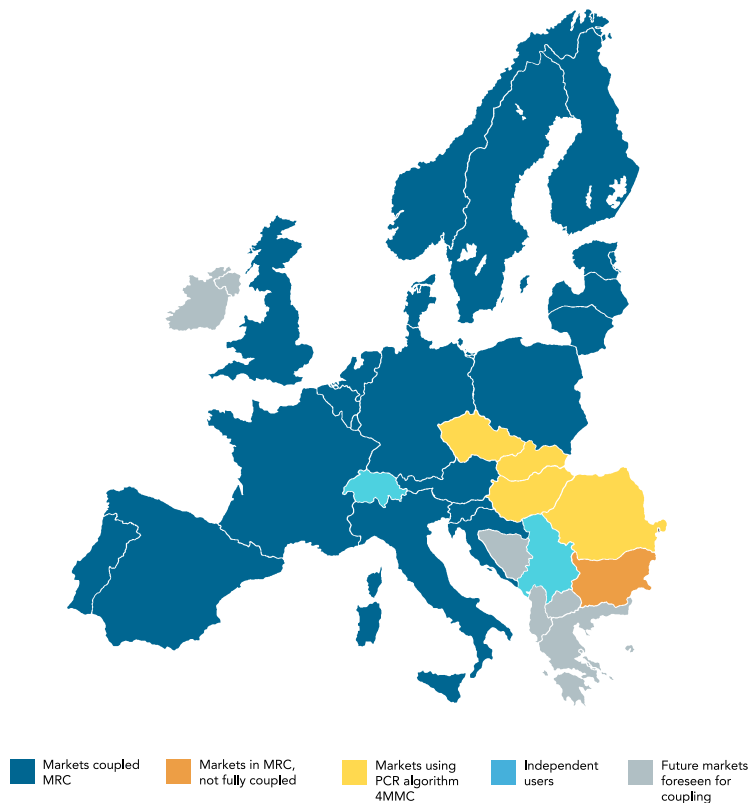 Markets coupled
MRC
Markets in MRC,
not fully coupled
Markets using
PCR algorithm
4MMC
Independent
users
Future markets
foreseen for
coupling